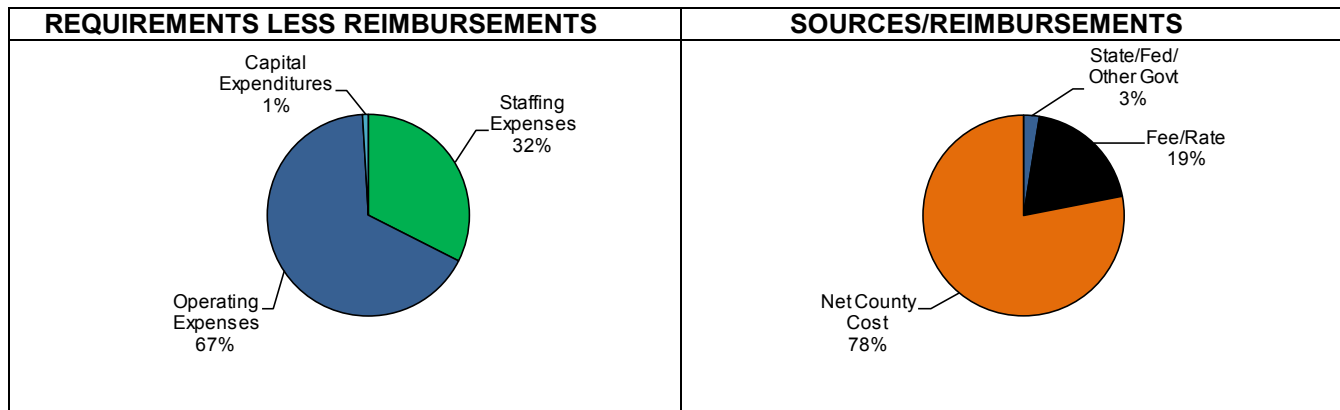 REQUIREMENTS LESS REIMBURSEMENTS
Capital
Expenditures
1%
Staffing
Expenses
32%
Operating
Expenses
67%
SOURCES/REIMBURSEMENTS
State/Fed/
Other Govt
3%
Fee/Rate
19%
Net County
Cost
78%